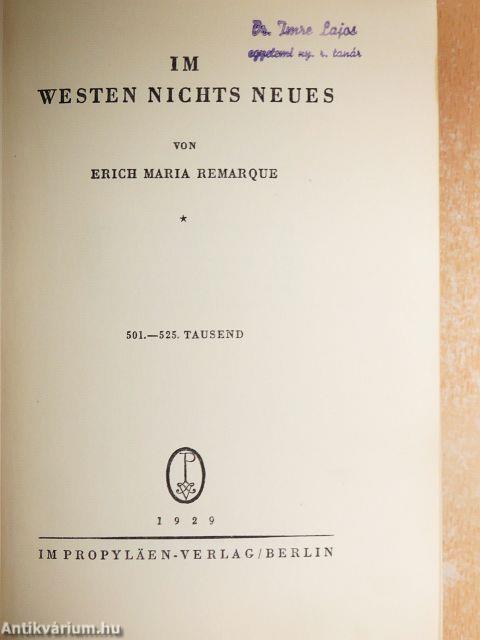 Dr. Imre Lajos
egyetemi ny. r. tanár
IM
WESTEN NICHTS NEUES
VON
ERICH MARIA REMARQUE
*
501.—525. TAUSEND
P
1929
IM PROPYLÄEN-VERLAG/BERLIN
Antikvárium.hu